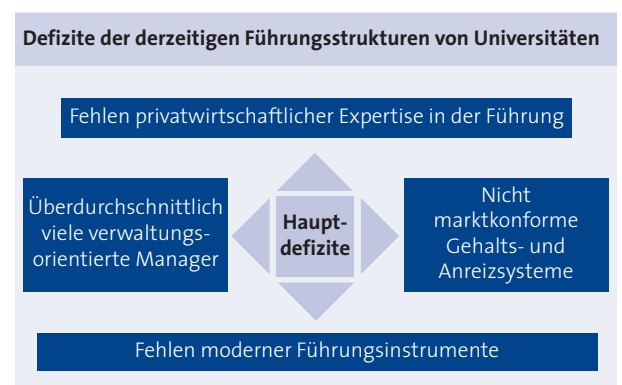 Defizite der derzeitigen Führungsstrukturen von Universitäten
Fehlen privatwirtschaftlicher Expertise in der Führung
Überdurchschnittlich
viele verwaltungs-
orientierte Manager
Haupt-
defizite
Nicht
marktkonforme
Gehalts- und
Anreizsysteme
Fehlen moderner Führungsinstrumente